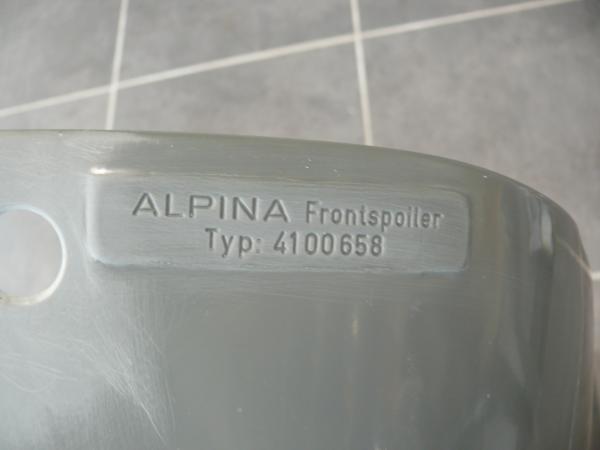 ALPINA Frontspoiler
Typ: 4100658